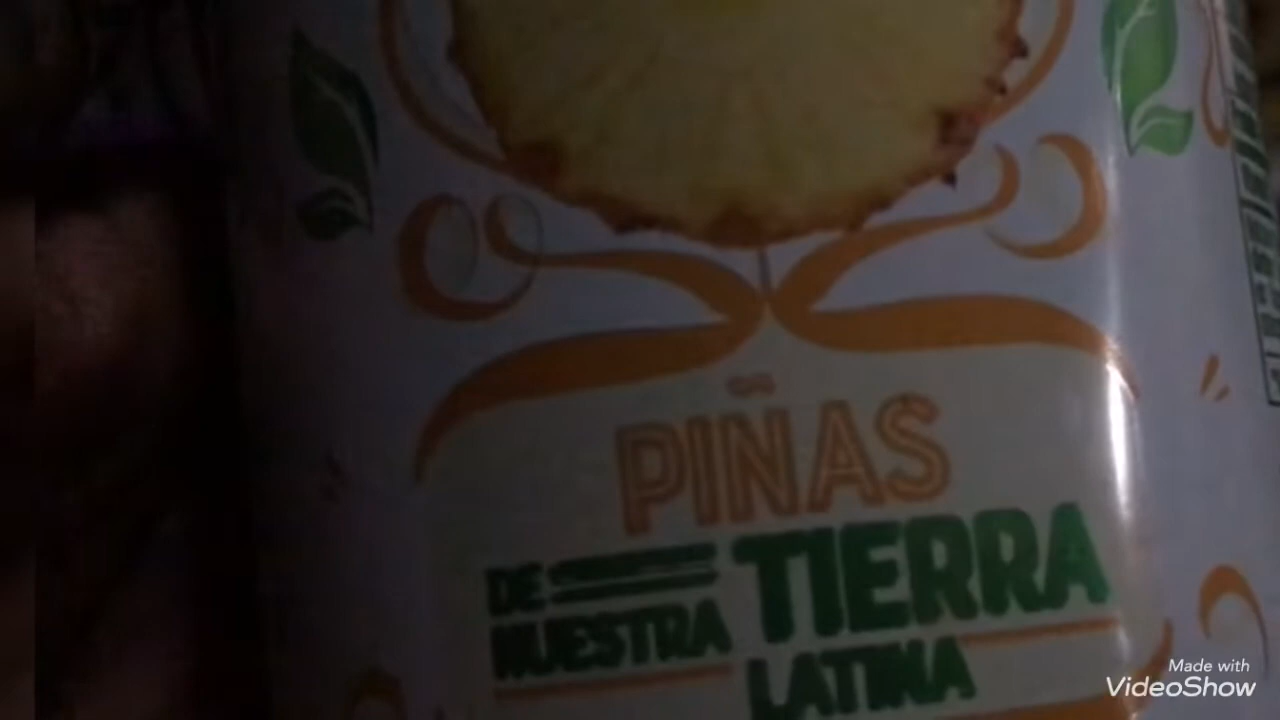 PIÑAS
DE
NUESTRA
TIERRA
LATINA
Made with
VideoShow